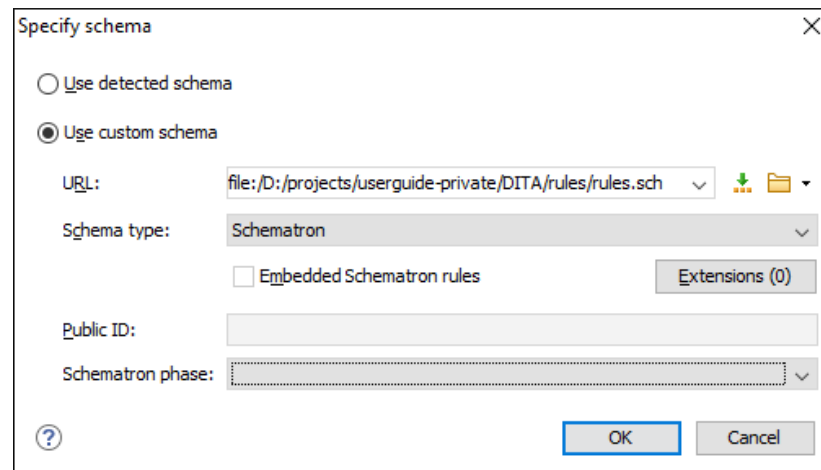 Specify schema
Use detected schema
Use custom schema
URL: file:/D:/projects/userguide-private/DITA/rules/rules.sch
Schema type: Schematron
Embedded Schematron rules Extensions (0)
Public ID:
Schematron phase:
? OK Cancel